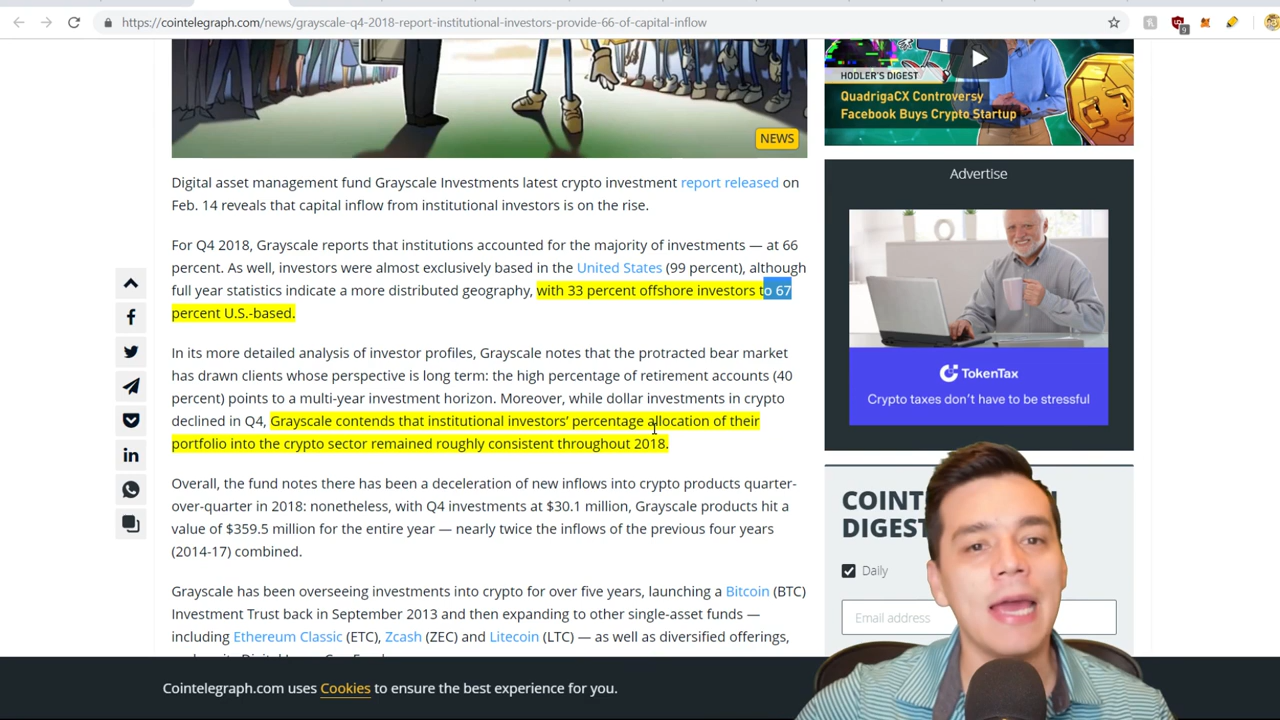 https://cointelegraph.com/news/grayscale-q4-2018-report-institutional-investors-provide-66-of-capital-inflow
9
NEWS
Digital asset management fund Grayscale Investments latest crypto investment report released on
Feb. 14 reveals that capital inflow from institutional investors is on the rise.
For Q4 2018, Grayscale reports that institutions accounted for the majority of investments — at 66
percent. As well, investors were almost exclusively based in the United States (99 percent), although
full year statistics indicate a more distributed geography, with 33 percent offshore investors to 67
percent U.S.-based.
In its more detailed analysis of investor profiles, Grayscale notes that the protracted bear market
has drawn clients whose perspective is long term: the high percentage of retirement accounts (40
percent) points to a multi-year investment horizon. Moreover, while dollar investments in crypto
declined in Q4, Grayscale contends that institutional investors’ percentage allocation of their
portfolio into the crypto sector remained roughly consistent throughout 2018.
Overall, the fund notes there has been a deceleration of new inflows into crypto products quarter-
over-quarter in 2018: nonetheless, with Q4 investments at $30.1 million, Grayscale products hit a
value of $359.5 million for the entire year — nearly twice the inflows of the previous four years
(2014-17) combined.
Grayscale has been overseeing investments into crypto for over five years, launching a Bitcoin (BTC)
Investment Trust back in September 2013 and then expanding to other single-asset funds —
including Ethereum Classic (ETC), Zcash (ZEC) and Litecoin (LTC) — as well as diversified offerings,
HODLER'S DIGEST
QuadrigaCX Controversy
Facebook Buys Crypto Startup
Advertise
TokenTax
Crypto taxes don’t have to be stressful
DIGEST
Daily
Email address
Cointelegraph.com uses Cookies to ensure the best experience for you.